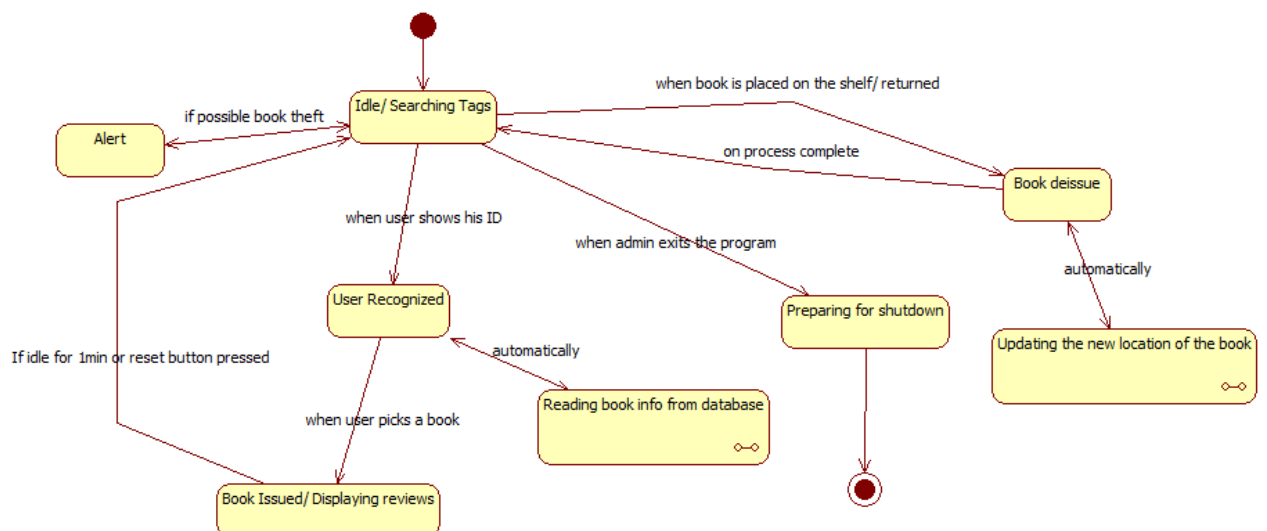 when book is placed on the shelf/ returned
Idle/ Searching Tags
if possible book theft
Alert
on process complete
Book deissue
when user shows his ID
when admin exits the program
automatically
User Recognized
Preparing for shutdown
Updating the new location of the book
If idle for 1min or reset button pressed
automatically
Reading book info from database
when user picks a book
Book Issued/ Displaying reviews